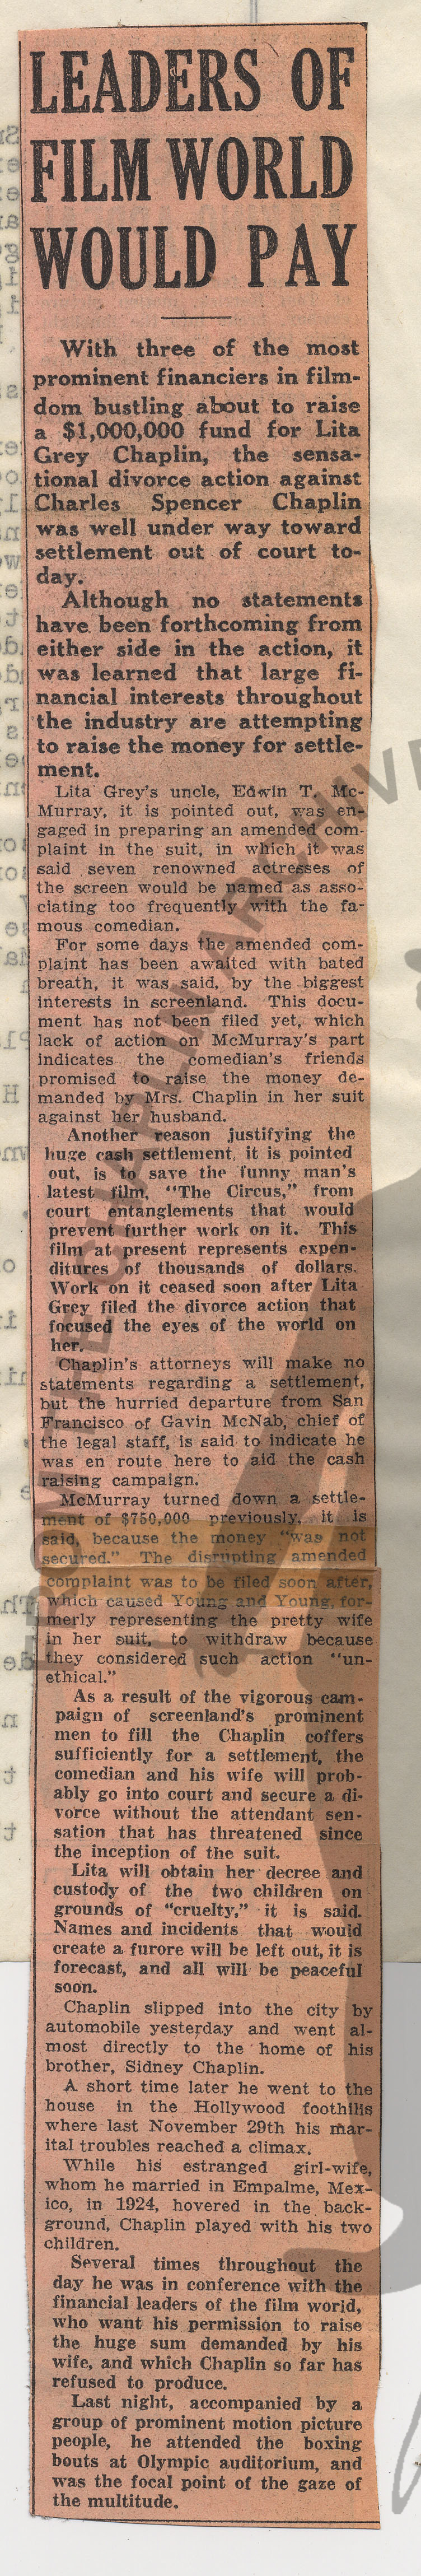 LEADERS OF
FILM WORLD
WOULD PAY
With three of the most
prominent financiers in film-
dom bustling about to raise
a $1,000,000 fund for Lita
Grey Chaplin, the sensa-
tional divorce action against
Charles Spencer Chaplin
was well under way toward
settlement out of court to-
day.
Although no statements
have been forthcoming from
either side in the action, it
was learned that large fi-
nancial interests throughout
the industry are attempting
to raise the money for settle-
ment.
Lita Grey's uncle, Edwin T. Mc-
Murray, it is pointed out, was en-
gaged in preparing an amended com-
plaint in the suit, in which it was
said seven renowned actresses of
the screen would be named as asso-
ciating too frequently with the fa-
mous comedian.
For some days the amended com-
plaint has been awaited with bated
breath, it was said, by the biggest
interests in screenland. This docu-
ment has not been filed yet, which
lack of action on McMurray's part
indicates the comedian's friends
promised to raise the money de-
manded by Mrs. Chaplin in her suit
against her husband.
Another reason justifying the
huge cash settlement, it is pointed
out, is to save the funny man's
latest film, "The Circus," from
court entanglements that would
prevent further work on it. This
film at present represents expen-
ditures of thousands of dollars.
Work on it ceased soon after Lita
Grey filed the divorce action that
focused the eyes of the world on
her.
Chaplin's attorneys will make no
statements regarding a settlement,
but the hurried departure from San
Francisco of Gavin McNab, chief of
the legal staff, is said to indicate he
was en route here to aid the cash
raising campaign.
McMurray turned down a settle-
ment of $750,000 previously, it is
said, because the money "was not
secured." The disrupting amended
complaint was to be filed soon after,
which caused Young and Young, for-
merly representing the pretty wife
in her suit, to withdraw because
they considered such action "un-
ethical."
As a result of the vigorous cam-
paign of screenland's prominent
men to fill the Chaplin coffers
sufficiently for a settlement, the
comedian and his wife will prob-
ably go into court and secure a di-
vorce without the attendant sen-
sation that has threatened since
the inception of the suit.
Lita will obtain her decree and
custody of the two children on
grounds of "cruelty," it is said.
Names and incidents that would
create a furore will be left out, it is
forecast, and all will be peaceful
soon.
Chaplin slipped into the city by
automobile yesterday and went al-
most directly to the home of his
brother, Sidney Chaplin.
A short time later he went to the
house in the Hollywood foothills
where last November 29th his mar-
ital troubles reached a climax.
While his estranged girl-wife,
whom he married in Empalme, Mex-
ico, in 1924, hovered in the back-
ground, Chaplin played with his two
children.
Several times throughout the
day he was in conference with the
financial leaders of the film world,
who want his permission to raise
the huge sum demanded by his
wife, and which Chaplin so far has
refused to produce.
Last night, accompanied by a
group of prominent motion picture
people, he attended the boxing
bouts at Olympic auditorium, and
was the focal point of the gaze of
the multitude.
FROM THE CHAPLIN ARCHIVE